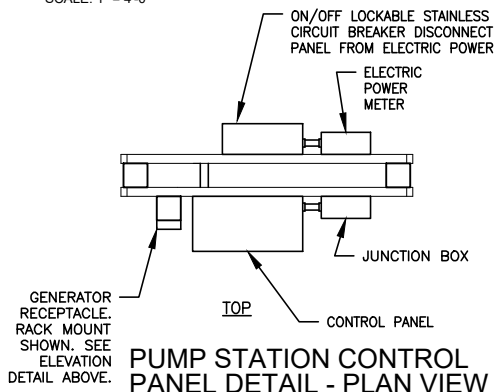 ON/OFF LOCKABLE STAINLESS
CIRCUIT BREAKER DISCONNECT
PANEL FROM ELECTRIC POWER
ELECTRIC
POWER
METER
JUNCTION BOX
GENERATOR
RECEPTACLE.
RACK MOUNT
SHOWN. SEE
ELEVATION
DETAIL ABOVE.
TOP
CONTROL PANEL
PUMP STATION CONTROL
PANEL DETAIL - PLAN VIEW